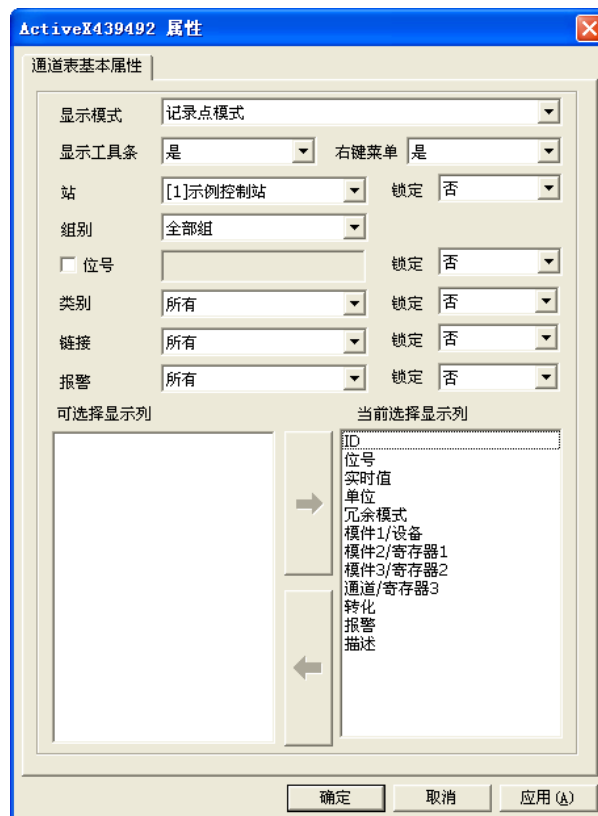 ActiveX439492 属性
通道表基本属性
显示模式 记录点模式
显示工具条 是 右键菜单 是
站 [1]示例控制站 锁定 否
组别 全部组
位号 锁定 否
类别 所有 锁定 否
链接 所有 锁定 否
报警 所有 锁定 否
可选择显示列 当前选择显示列
ID
位号
实时值
单位
冗余模式
模件1/设备
模件2/寄存器1
模件3/寄存器2
通道/寄存器3
转化
报警
描述
确定 取消 应用(A)